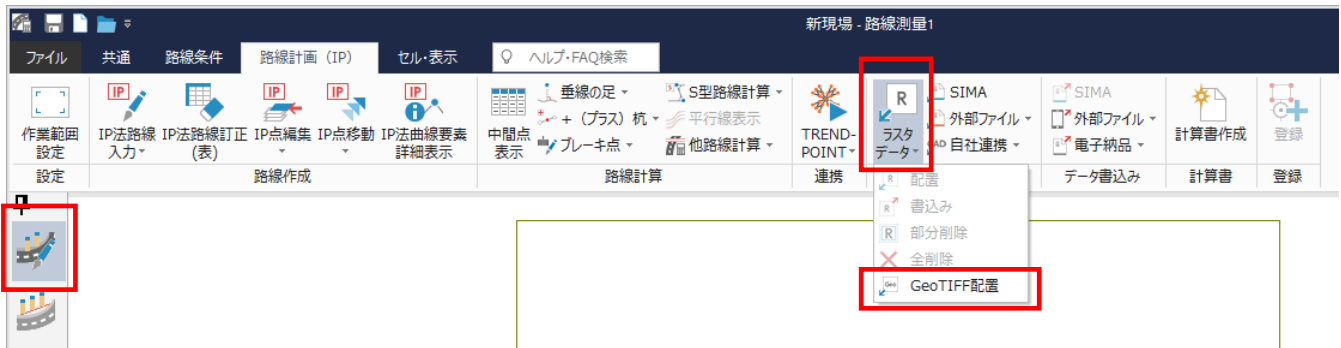 新現場 - 路線測量1
ファイル 共通 路線条件 路線計画（IP） セル・表示 ヘルプ・FAQ検索
IP IP IP IP 垂線の足 S型路線計算 R SIMA SIMA
+（プラス）杭 平行線表示 外部ファイル 外部ファイル
作業範囲 IP法路線 IP法路線訂正 IP点編集 IP点移動 IP法曲線要素 中間点 TREND- ラスタ 計算書作成 登録
設定 入力 (表) 詳細表示 表示 ブレーキ点 他路線計算 POINT データ 自社連携 電子納品
設定 路線作成 路線計算 連携 データ書込み 計算書 登録
R 配置
R 書込み
R 部分削除
全削除
Geo GeoTIFF配置